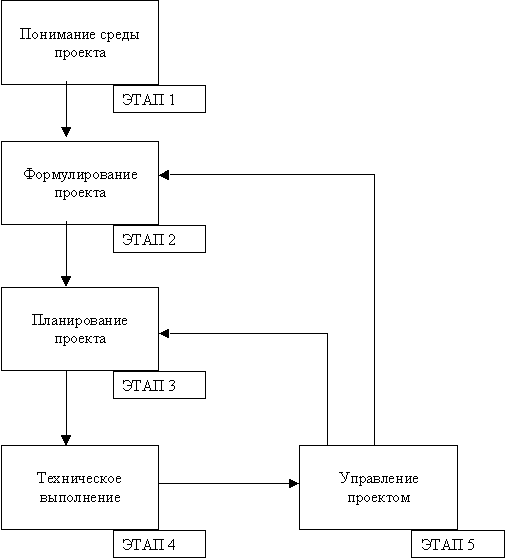 Понимание среды
проекта
ЭТАП 1
Формулирование
проекта
ЭТАП 2
Планирование
проекта
ЭТАП 3
Техническое
выполнение
ЭТАП 4
Управление
проектом
ЭТАП 5